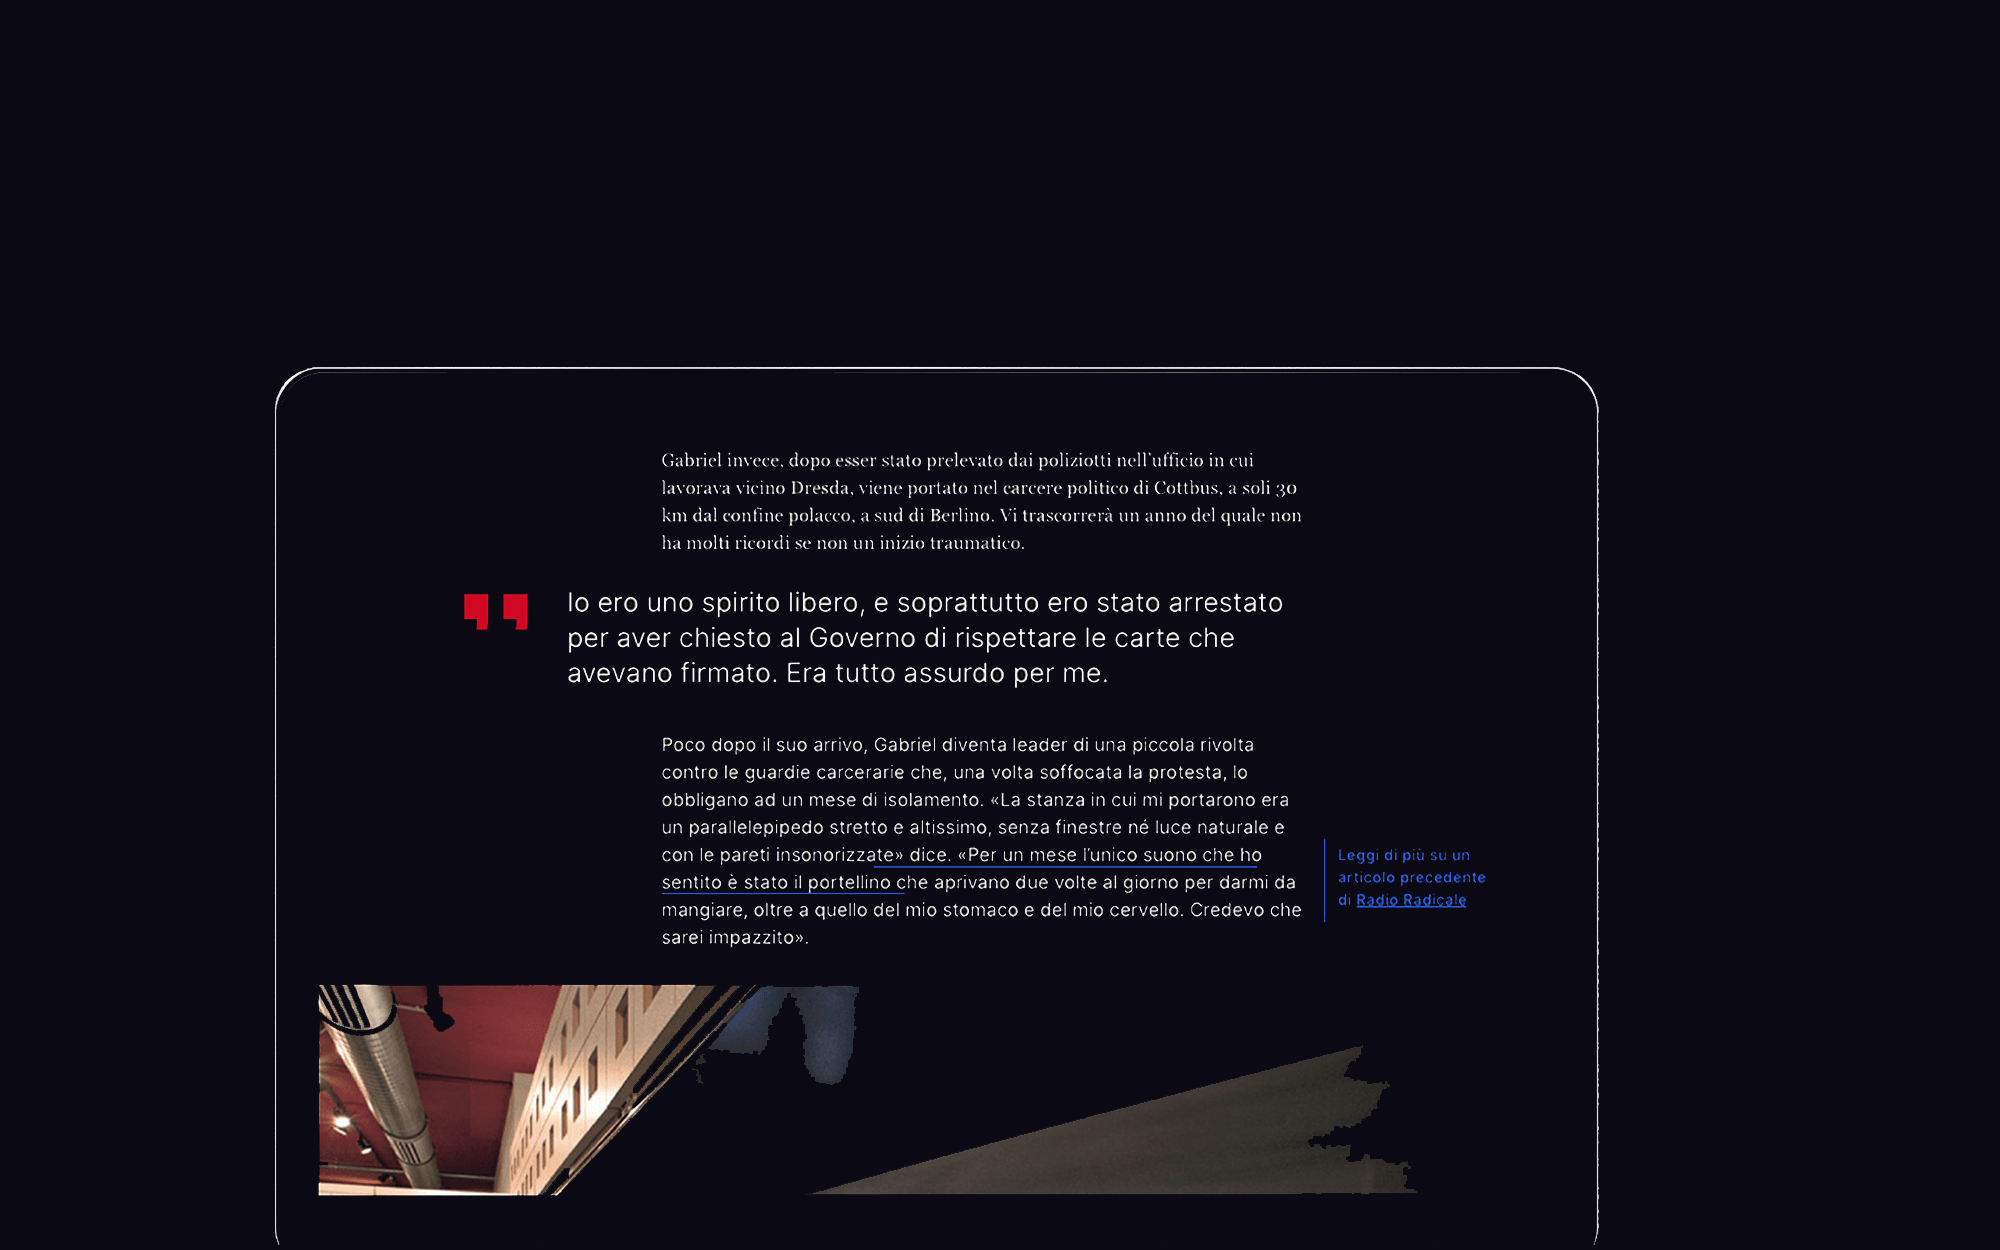 Gabriel invece, dopo esser stato prelevato dai poliziotti nell'ufficio in cui
lavorava vicino Dresda, viene portato nel carcere politico di Cottbus, a soli 30
km dal confine polacco, a sud di Berlino. Vi trascorrerà un anno del quale non
ha molti ricordi se non un inizio traumatico.
Io ero uno spirito libero, e soprattutto ero stato arrestato
per aver chiesto al Governo di rispettare le carte che
avevano firmato. Era tutto assurdo per me.
Poco dopo il suo arrivo, Gabriel diventa leader di una piccola rivolta
contro le guardie carcerarie che, una volta soffocata la protesta, lo
obbligano ad un mese di isolamento. «La stanza in cui mi portarono era
un parallelepipedo stretto e altissimo, senza finestre né luce naturale e
con le pareti insonorizzate» dice. «Per un mese l'unico suono che ho
sentito è stato il portellino che aprivano due volte al giorno per darmi da
mangiare, oltre a quello del mio stomaco e del mio cervello. Credevo che
sarei impazzito».
Leggi di più su un
articolo precedente
di Radio Radicale